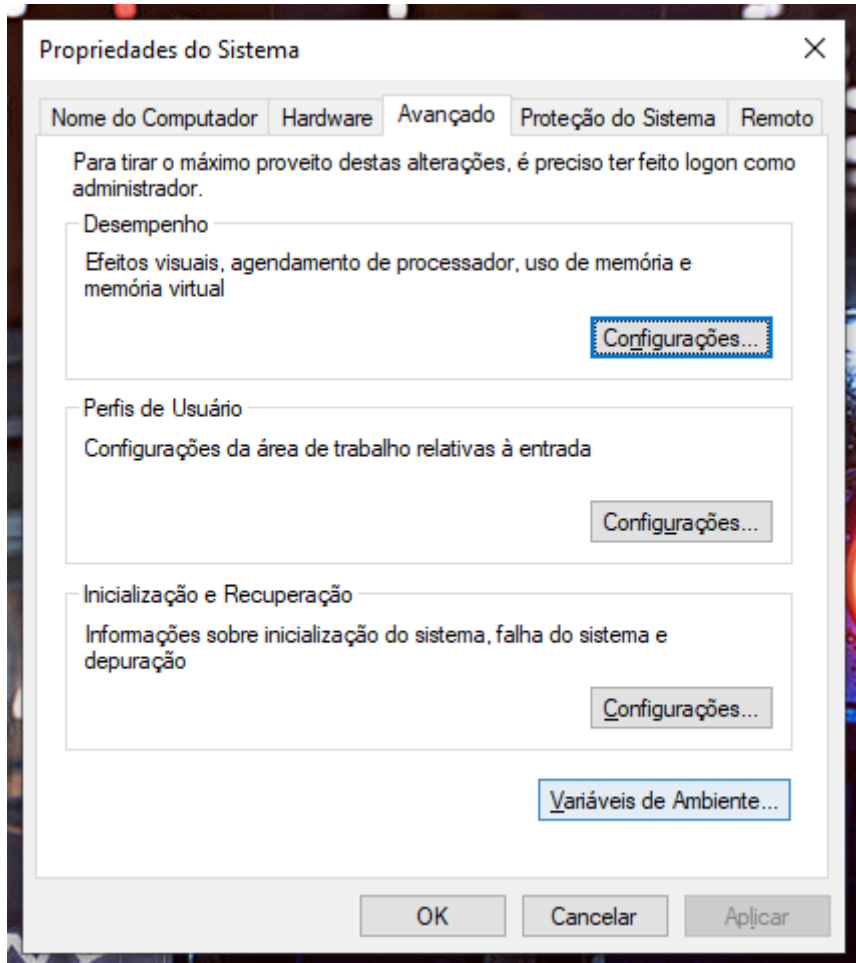 Propriedades do Sistema
Nome do Computador Hardware Avançado Proteção do Sistema Remoto
Para tirar o máximo proveito destas alterações, é preciso ter feito logon como
administrador.
Desempenho
Efeitos visuais, agendamento de processador, uso de memória e
memória virtual
Configurações...
Perfis de Usuário
Configurações da área de trabalho relativas à entrada
Configurações...
Inicialização e Recuperação
Informações sobre inicialização do sistema, falha do sistema e
depuração
Configurações...
Variáveis de Ambiente...
OK Cancelar Aplicar